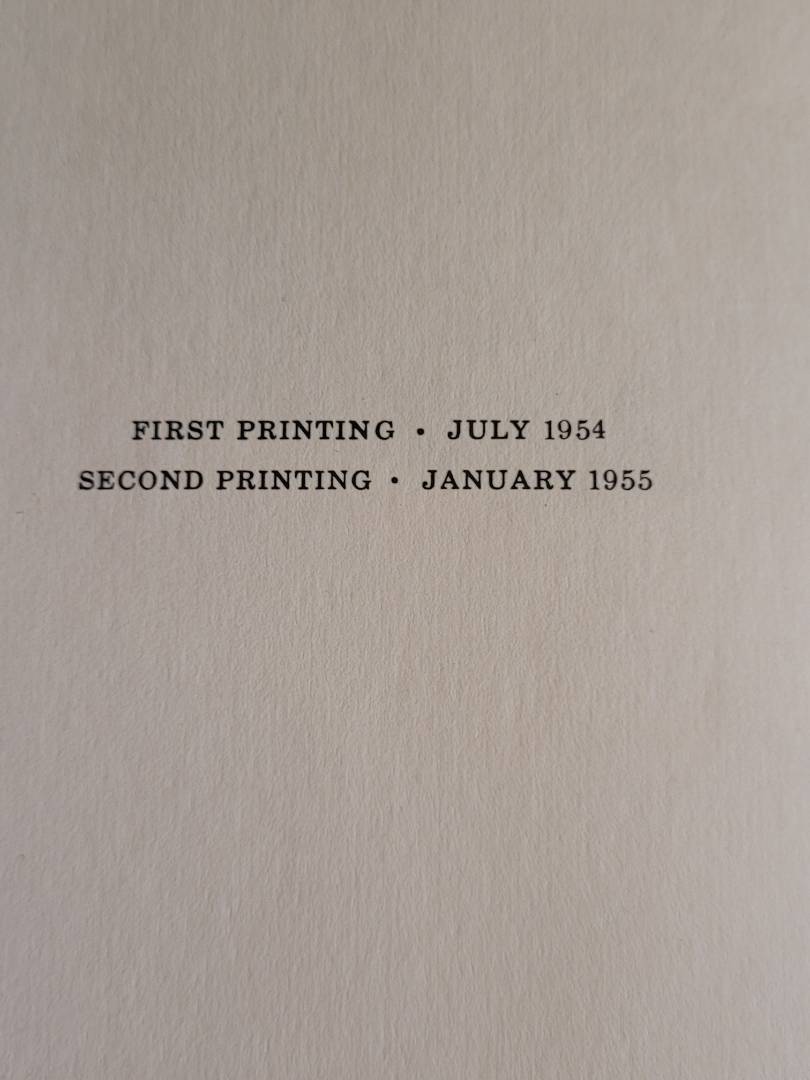 FIRST PRINTING • JULY 1954
SECOND PRINTING • JANUARY 1955